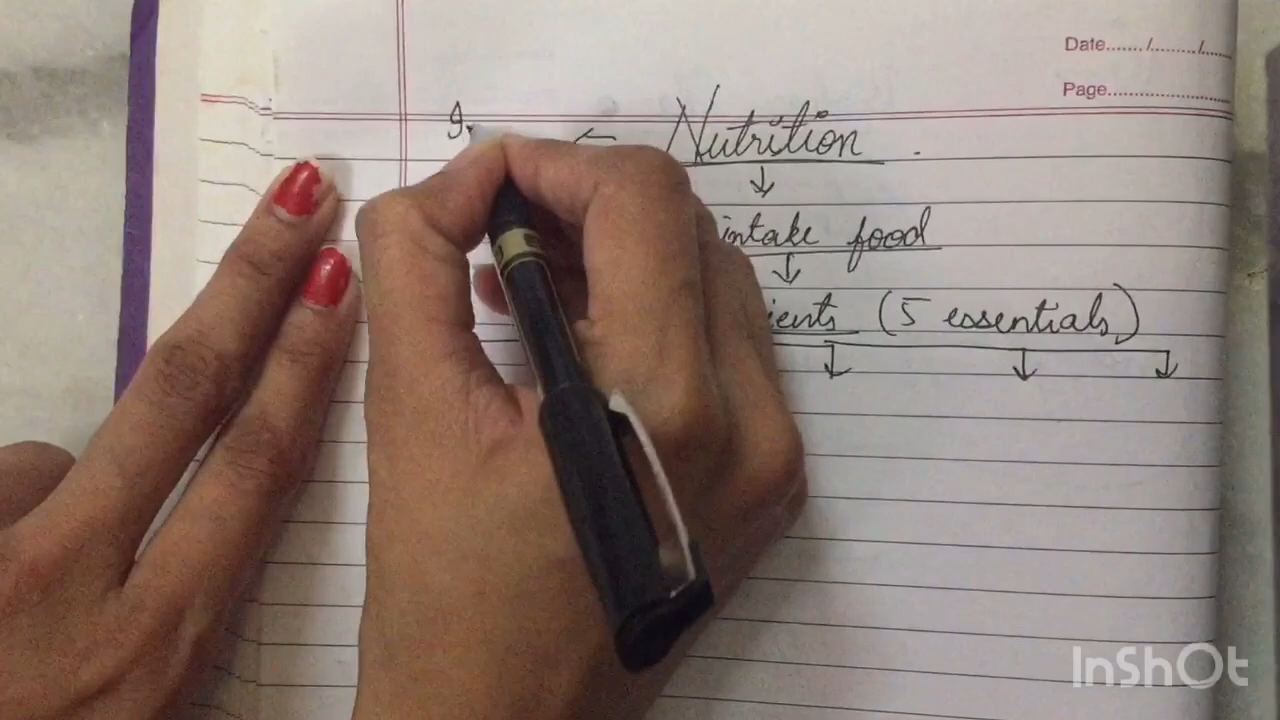 Date......./........./......
Page..............................
← Nutrition .
intake food
(5 essentials)
InShOt